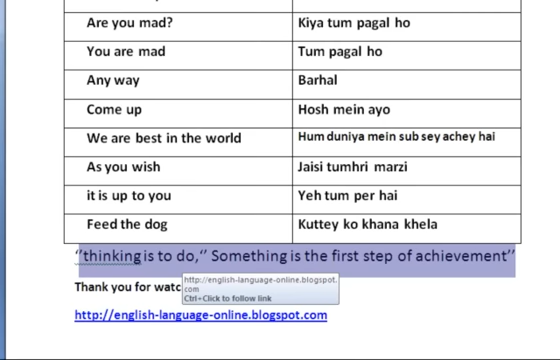 Are you mad? Kiya tum pagal ho
You are mad Tum pagal ho
Any way Barhal
Come up Hosh mein ayo
We are best in the world Hum duniya mein sub sey achey hai
As you wish Jaisi tumhri marzi
it is up to you Yeh tum per hai
Feed the dog Kuttey ko khana khela
“thinking is to do,” Something is the first step of achievement”
Thank you for watc
http://english-language-online.blogspot.
com
Ctrl+Click to follow link
http://english-language-online.blogspot.com